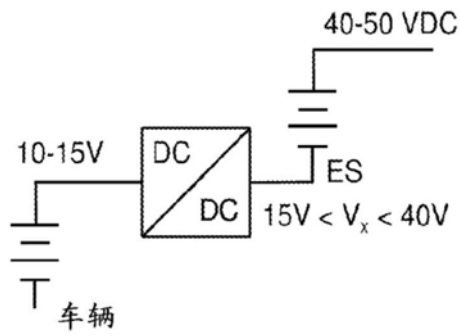 40-50 VDC
10-15V
DC
DC
ES
15V < Vₓ < 40V
车辆